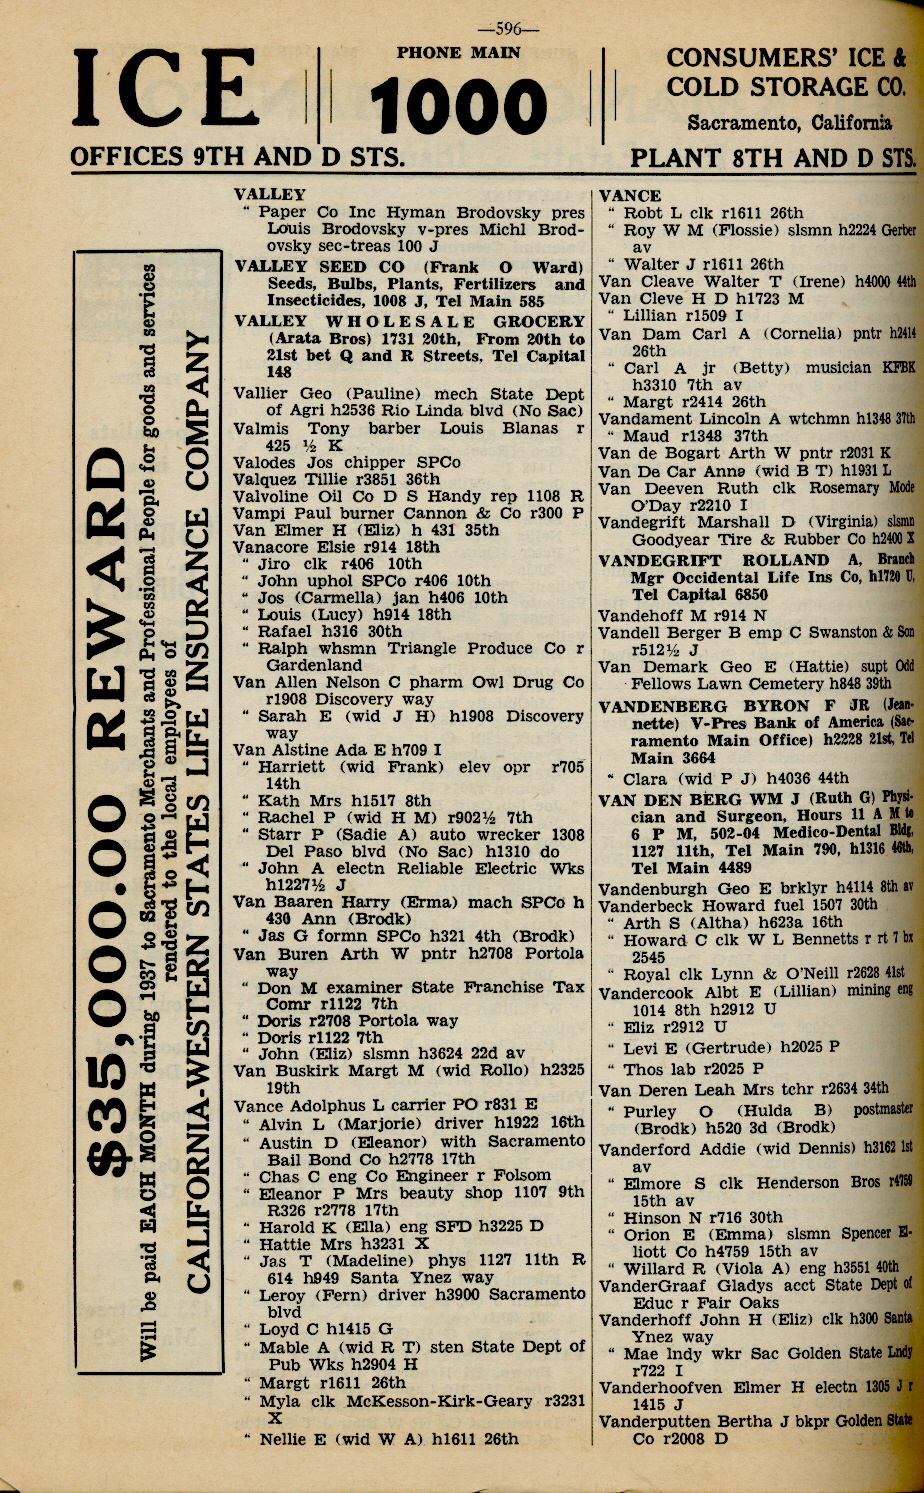 —596—
ICE
PHONE MAIN
1000
CONSUMERS' ICE &
COLD STORAGE CO.
Sacramento, California
OFFICES 9TH AND D STS.
PLANT 8TH AND D STS.
$35,000.00 REWARD
Will be paid EACH MONTH during 1937 to Sacramento Merchants and Professional People for goods and services
rendered to the local employees of
CALIFORNIA-WESTERN STATES LIFE INSURANCE COMPANY
VALLEY
" Paper Co Inc Hyman Brodovsky pres
Louis Brodovsky v-pres Michl Brod-
ovsky sec-treas 100 J
VALLEY SEED CO (Frank O Ward)
Seeds, Bulbs, Plants, Fertilizers and
Insecticides, 1008 J, Tel Main 585
VALLEY WHOLESALE GROCERY
(Arata Bros) 1731 20th, From 20th to
21st bet Q and R Streets, Tel Capital
148
Vallier Geo (Pauline) mech State Dept
of Agri h2536 Rio Linda blvd (No Sac)
Valmis Tony barber Louis Blanas r
425 ½ K
Valodes Jos chipper SPCo
Valquez Tillie r3851 36th
Valvoline Oil Co D S Handy rep 1108 R
Vampi Paul burner Cannon & Co r300 P
Van Elmer H (Eliz) h 431 35th
Vanacore Elsie r914 18th
" Jiro clk r406 10th
" John uphol SPCo r406 10th
" Jos (Carmella) jan h406 10th
" Louis (Lucy) h914 18th
" Rafael h316 30th
" Ralph whsmn Triangle Produce Co r
Gardenland
Van Allen Nelson C pharm Owl Drug Co
r1908 Discovery way
" Sarah E (wid J H) h1908 Discovery
way
Van Alstine Ada E h709 I
" Harriett (wid Frank) elev opr r705
14th
" Kath Mrs h1517 8th
" Rachel P (wid H M) r902½ 7th
" Starr P (Sadie A) auto wrecker 1308
Del Paso blvd (No Sac) h1310 do
" John A electn Reliable Electric Wks
h1227½ J
Van Baaren Harry (Erma) mach SPCo h
430 Ann (Brodk)
" Jas G formn SPCo h321 4th (Brodk)
Van Buren Arth W pntr h2708 Portola
way
" Don M examiner State Franchise Tax
Comr r1122 7th
" Doris r2708 Portola way
" Doris r1122 7th
" John (Eliz) slsmn h3624 22d av
Van Buskirk Margt M (wid Rollo) h2325
19th
Vance Adolphus L carrier PO r831 E
" Alvin L (Marjorie) driver h1922 16th
" Austin D (Eleanor) with Sacramento
Bail Bond Co h2778 17th
" Chas C eng Co Engineer r Folsom
" Eleanor P Mrs beauty shop 1107 9th
R326 r2778 17th
" Harold K (Ella) eng SFD h3225 D
" Hattie Mrs h3231 X
" Jas T (Madeline) phys 1127 11th R
614 h949 Santa Ynez way
" Leroy (Fern) driver h3900 Sacramento
blvd
" Loyd C h1415 G
" Mable A (wid R T) sten State Dept of
Pub Wks h2904 H
" Margt r1611 26th
" Myla clk McKesson-Kirk-Geary r3231
X
" Nellie E (wid W A) h1611 26th
VANCE
" Robt L clk r1611 26th
" Roy W M (Flossie) slsmn h2224 Gerber
av
" Walter J r1611 26th
Van Cleave Walter T (Irene) h4000 44th
Van Cleve H D h1723 M
" Lillian r1509 I
Van Dam Carl A (Cornelia) pntr h2414
26th
" Carl A jr (Betty) musician KFBK
h3310 7th av
" Margt r2414 26th
Vandament Lincoln A wtchmn h1348 37th
" Maud r1348 37th
Van de Bogart Arth W pntr r2031 K
Van De Car Anna (wid B T) h1931 L
Van Deeven Ruth clk Rosemary Mode
O'Day r2210 I
Vandegrift Marshall D (Virginia) slsmn
Goodyear Tire & Rubber Co h2400 X
VANDEGRIFT ROLLAND A, Branch
Mgr Occidental Life Ins Co, h1720 U,
Tel Capital 6850
Vandehoff M r914 N
Vandell Berger B emp C Swanston & Son
r512½ J
Van Demark Geo E (Hattie) supt Odd
Fellows Lawn Cemetery h848 39th
VANDENBERG BYRON F JR (Jean-
nette) V-Pres Bank of America (Sac-
ramento Main Office) h2228 21st, Tel
Main 3664
" Clara (wid P J) h4036 44th
VAN DEN BERG WM J (Ruth G) Physi-
cian and Surgeon, Hours 11 A M to
6 P M, 502-04 Medico-Dental Bldg,
1127 11th, Tel Main 790, h1316 46th,
Tel Main 4489
Vandenburgh Geo E brklyr h4114 8th av
Vanderbeck Howard fuel 1507 30th
" Arth S (Altha) h623a 16th
" Howard C clk W L Bennetts r rt 7 bx
2545
" Royal clk Lynn & O'Neill r2628 41st
Vandercook Albt E (Lillian) mining eng
1014 8th h2912 U
" Eliz r2912 U
" Levi E (Gertrude) h2025 P
" Thos lab r2025 P
Van Deren Leah Mrs tchr r2634 34th
" Purley O (Hulda B) postmaster
(Brodk) h520 3d (Brodk)
Vanderford Addie (wid Dennis) h3162 1st
av
" Elmore S clk Henderson Bros r4759
15th av
" Hinson N r716 30th
" Orion E (Emma) slsmn Spencer El-
liott Co h4759 15th av
" Willard R (Viola A) eng h3551 40th
VanderGraaf Gladys acct State Dept of
Educ r Fair Oaks
Vanderhoff John H (Eliz) clk h300 Santa
Ynez way
" Mae lndy wkr Sac Golden State Lndy
r722 I
Vanderhoofven Elmer H electn 1305 J r
1415 J
Vanderputten Bertha J bkpr Golden State
Co r2008 D